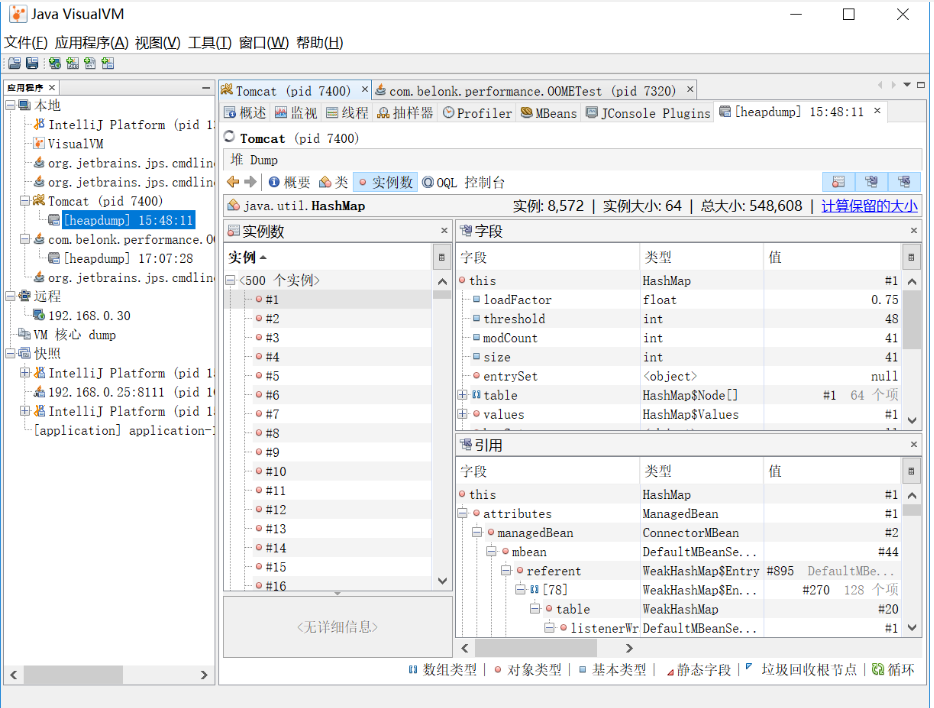 Java VisualVM
文件(F) 应用程序(A) 视图(V) 工具(T) 窗口(W) 帮助(H)
应用程序
本地
IntelliJ Platform (pid 1
VisualVM
org.jetbrains.jps.cmdlin
org.jetbrains.jps.cmdlin
Tomcat (pid 7400)
[heapdump] 15:48:11
com.belonk.performance.O
[heapdump] 17:07:28
org.jetbrains.jps.cmdlin
远程
192.168.0.30
VM 核心 dump
快照
IntelliJ Platform (pid 1
192.168.0.25:8111 (pid 1
IntelliJ Platform (pid 1
[application] application-1
Tomcat (pid 7400)
com.belonk.performance.OOMETest (pid 7320)
概述 监视 线程 抽样器 Profiler MBeans JConsole Plugins [heapdump] 15:48:11
Tomcat (pid 7400)
堆 Dump
概要 类 实例数 OQL 控制台
java.util.HashMap 实例: 8,572 | 实例大小: 64 | 总大小: 548,608 | 计算保留的大小
实例数
实例
<500 个实例>
#1
#2
#3
#4
#5
#6
#7
#8
#9
#10
#11
#12
#13
#14
#15
#16
<无详细信息>
字段
字段 类型 值
this HashMap #1
loadFactor float 0.75
threshold int 48
modCount int 41
size int 41
entrySet <object> null
table HashMap$Node[] #1 64 个项
values HashMap$Values #1
引用
字段 类型 值
this HashMap #1
attributes ManagedBean #1
managedBean ConnectorMBean #2
mbean DefaultMBeanSe... #44
referent WeakHashMap$Entry #895 DefaultMBe...
[78] WeakHashMap$En... #270 128 个项
table WeakHashMap #20
listenerWr DefaultMBeanSe... #1
数组类型 | 对象类型 | 基本类型 | 静态字段 | 垃圾回收根节点 | 循环